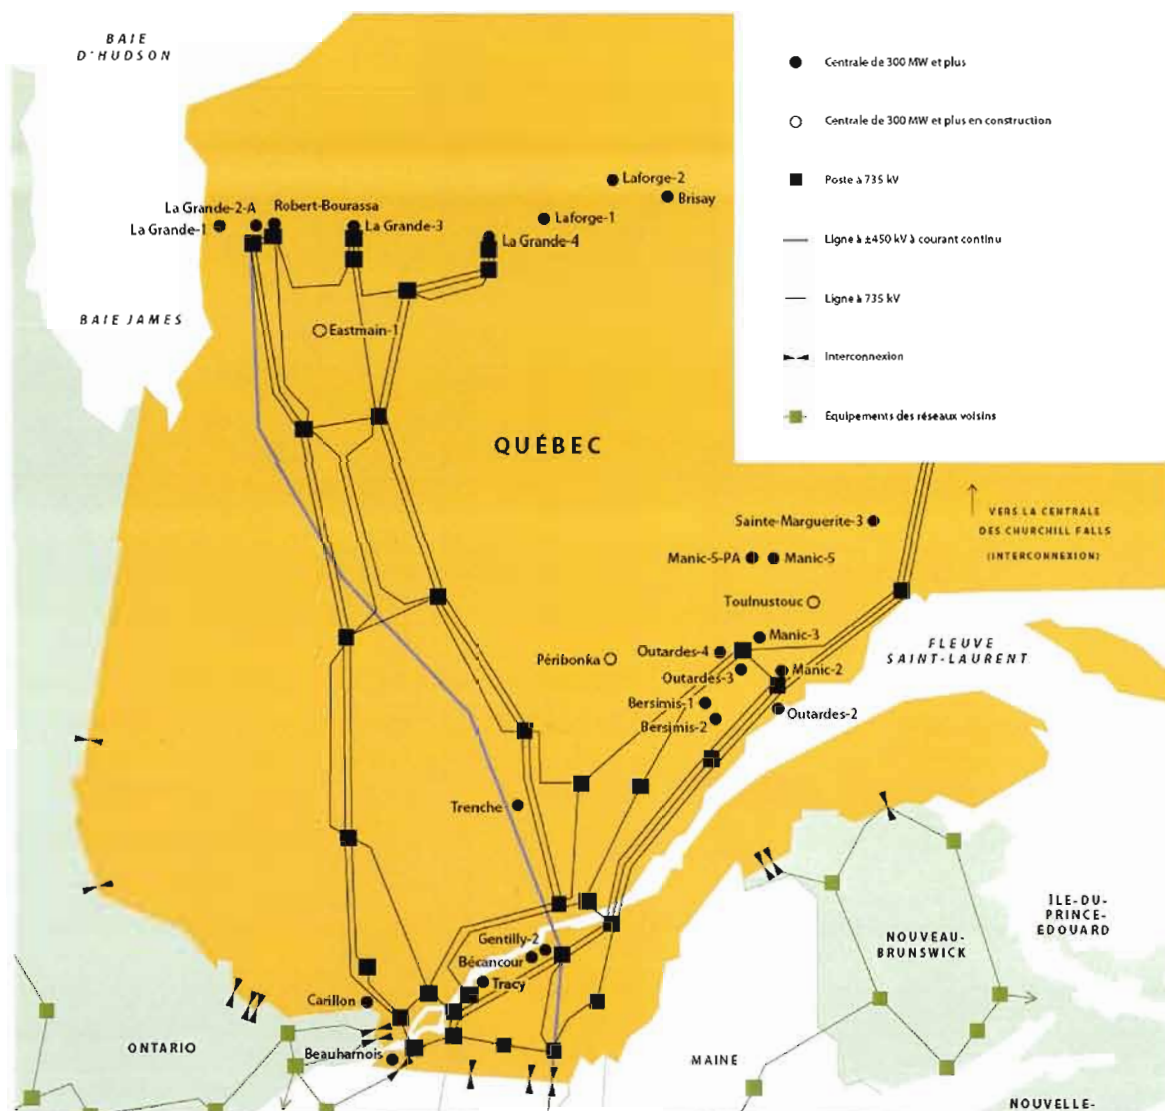 BAIE
D'HUDSON
Centrale de 300 MW et plus
Centrale de 300 MW et plus en construction
Poste à 735 kV
Ligne à ±450 kV à courant continu
Ligne à 735 kV
Interconnexion
Équipements des réseaux voisins
Laforge-2
Brisay
La Grande-2-A
Robert-Bourassa
La Grande-1
La Grande-3
Laforge-1
La Grande-4
BAIE JAMES
Eastmain-1
QUÉBEC
Sainte-Marguerite-3
VERS LA CENTRALE
DES CHURCHILL FALLS
(INTERCONNEXION)
Manic-5-PA
Manic-5
Toulnustouc
Manic-3
FLEUVE
SAINT-LAURENT
Péribonka
Outardes-4
Outardes-3
Manic-2
Bersimis-1
Outardes-2
Bersimis-2
Trenche
ÎLE-DU-
PRINCE-
EDOUARD
NOUVEAU-
BRUNSWICK
Gentilly-2
Bécancour
Tracy
Carillon
ONTARIO
Beauharnois
MAINE
NOUVELLE-